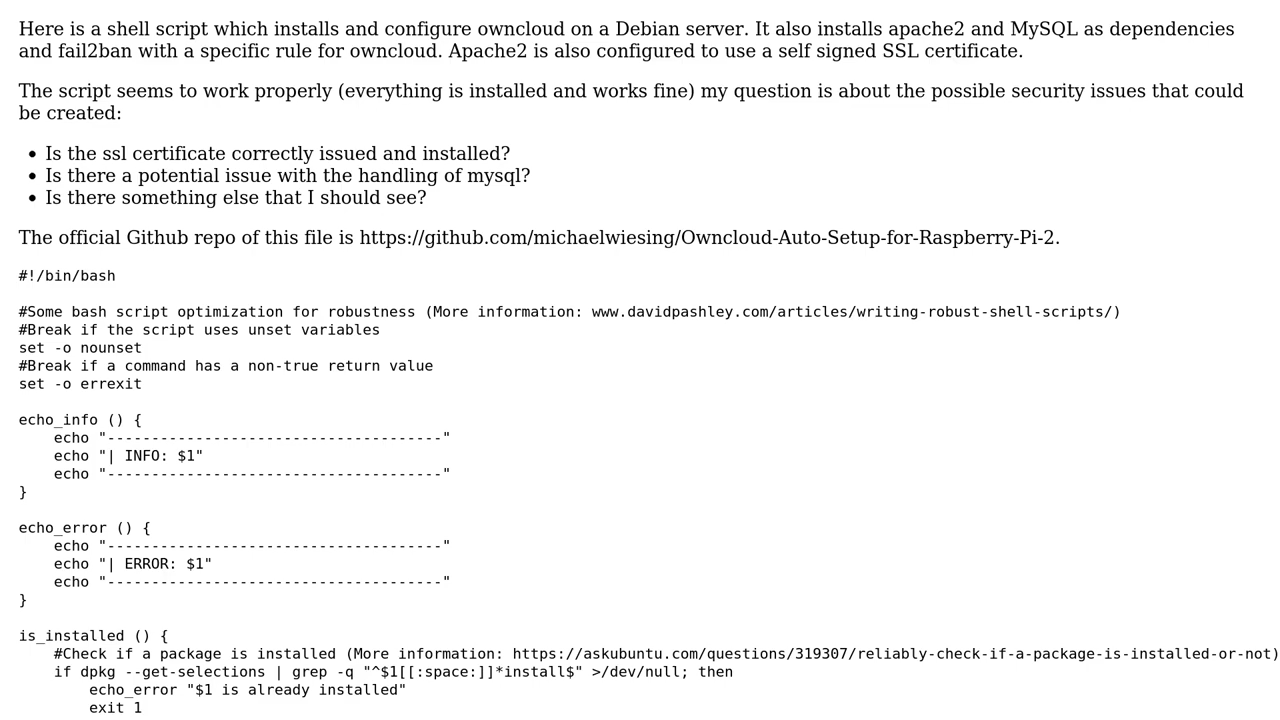 Here is a shell script which installs and configure owncloud on a Debian server. It also installs apache2 and MySQL as dependencies
and fail2ban with a specific rule for owncloud. Apache2 is also configured to use a self signed SSL certificate.
The script seems to work properly (everything is installed and works fine) my question is about the possible security issues that could
be created:
• Is the ssl certificate correctly issued and installed?
• Is there a potential issue with the handling of mysql?
• Is there something else that I should see?
The official Github repo of this file is https://github.com/michaelwiesing/Owncloud-Auto-Setup-for-Raspberry-Pi-2.
#!/bin/bash
#Some bash script optimization for robustness (More information: www.davidpashley.com/articles/writing-robust-shell-scripts/)
#Break if the script uses unset variables
set -o nounset
#Break if a command has a non-true return value
set -o errexit
echo_info () {
    echo "--------------------------------------"
    echo "| INFO: $1"
    echo "--------------------------------------"
}
echo_error () {
    echo "--------------------------------------"
    echo "| ERROR: $1"
    echo "--------------------------------------"
}
is_installed () {
    #Check if a package is installed (More information: https://askubuntu.com/questions/319307/reliably-check-if-a-package-is-installed-or-not)
    if dpkg --get-selections | grep -q "^$1[[:space:]]*install$" >/dev/null; then
        echo_error "$1 is already installed"
        exit 1